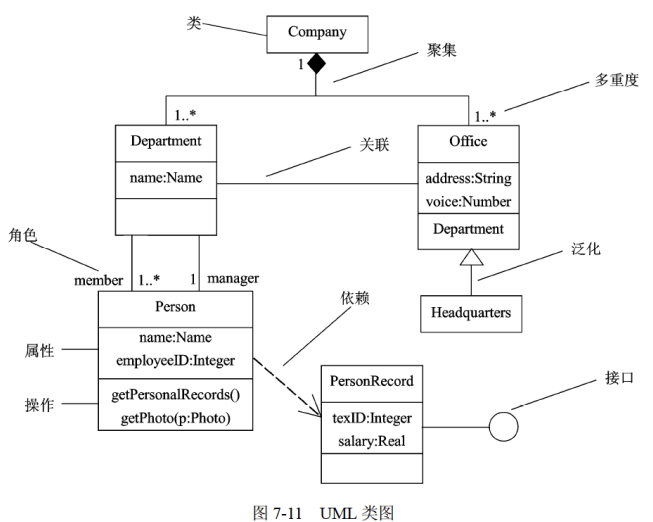 类
Company
1
聚集
多重度
1..*
1..*
Department
Office
name:Name
关联
address:String
voice:Number
Department
角色
泛化
member
1..*
1
manager
Headquarters
Person
依赖
name:Name
employeeID:Integer
属性
PersonRecord
接口
操作
getPersonalRecords()
getPhoto(p:Photo)
texID:Integer
salary:Real
图 7-11 UML 类图